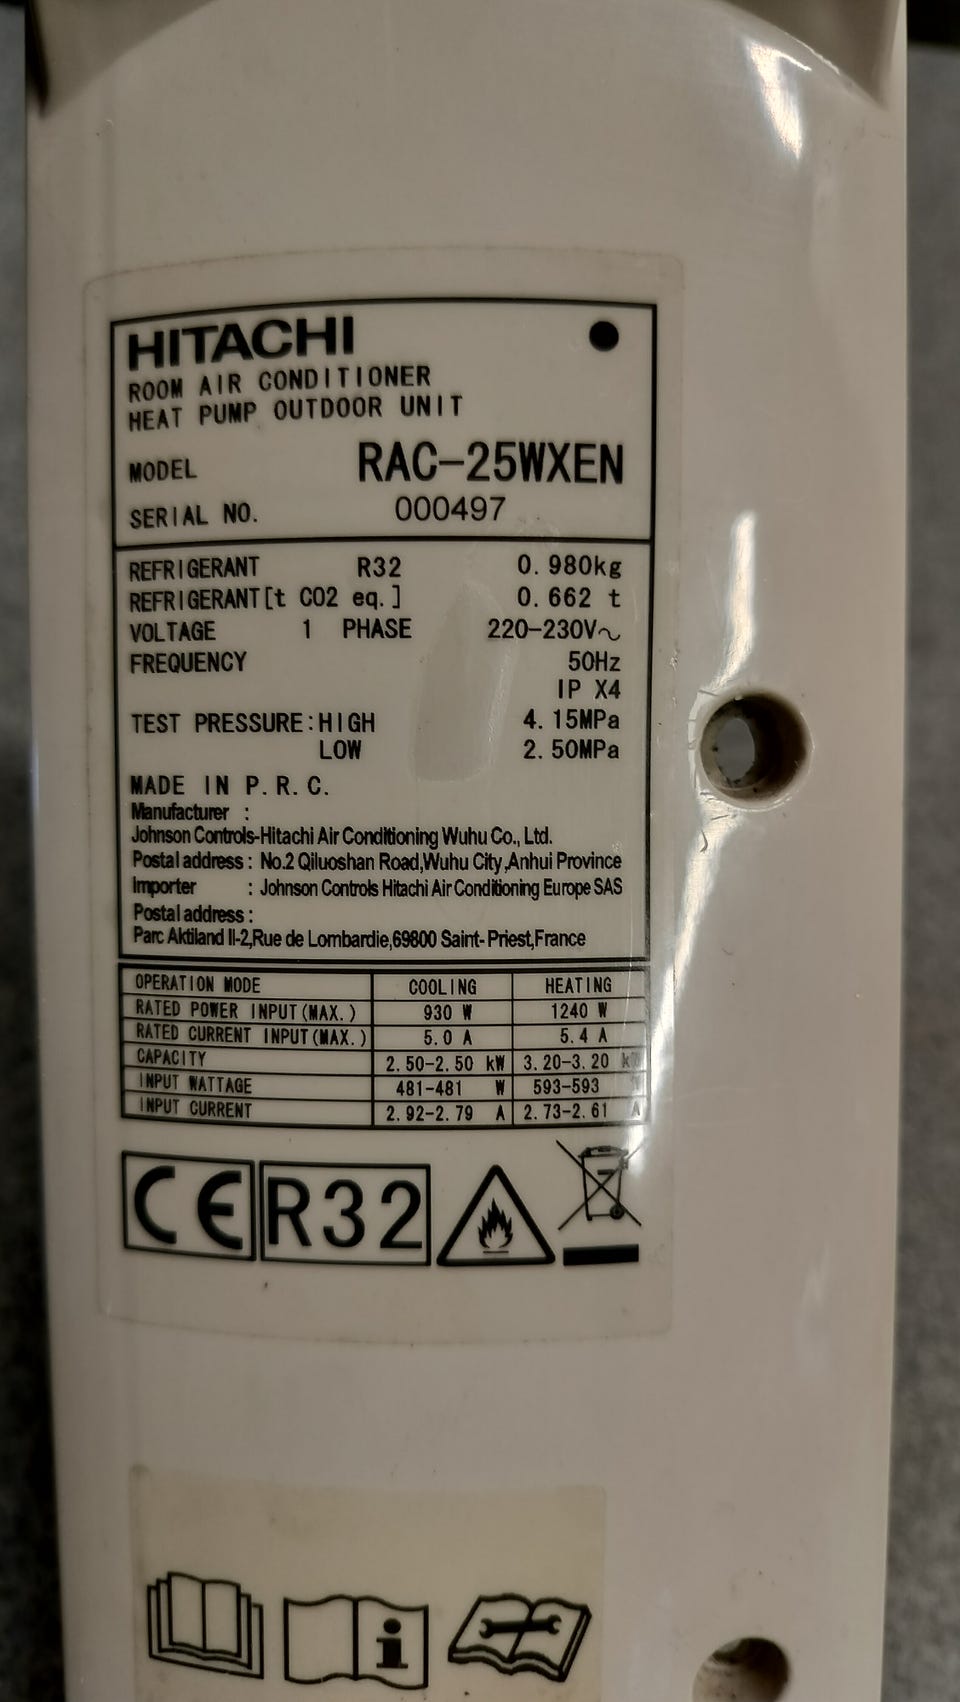 HITACHI
ROOM AIR CONDITIONER
HEAT PUMP OUTDOOR UNIT
MODEL RAC-25WXEN
SERIAL NO. 000497
REFRIGERANT R32 0.980kg
REFRIGERANT[t CO2 eq.] 0.662 t
VOLTAGE 1 PHASE 220-230V~
FREQUENCY 50Hz
IP X4
TEST PRESSURE:HIGH 4.15MPa
LOW 2.50MPa
MADE IN P.R.C.
Manufacturer :
Johnson Controls-Hitachi Air Conditioning Wuhu Co., Ltd.
Postal address : No.2 Qiluoshan Road,Wuhu City,Anhui Province
Importer : Johnson Controls Hitachi Air Conditioning Europe SAS
Postal address :
Parc Aktiland II-2,Rue de Lombardie,69800 Saint-Priest,France
OPERATION MODE COOLING HEATING
RATED POWER INPUT(MAX.) 930 W 1240 W
RATED CURRENT INPUT(MAX.) 5.0 A 5.4 A
CAPACITY 2.50-2.50 kW 3.20-3.20 kW
INPUT WATTAGE 481-481 W 593-593 W
INPUT CURRENT 2.92-2.79 A 2.73-2.61 A
CE R32